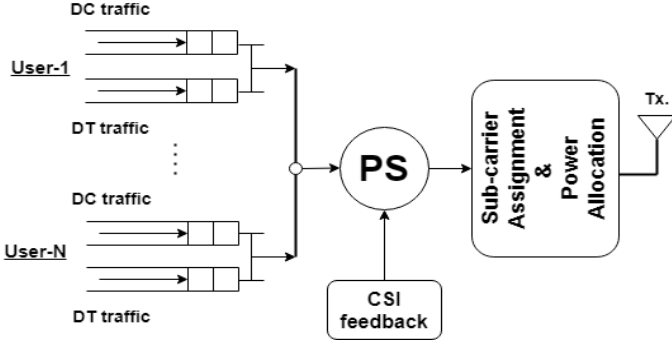 DC traffic
User-1
DT traffic
DC traffic
User-N
DT traffic
PS
CSI
feedback
Sub-carrier
Assignment
&
Power
Allocation
Tx.